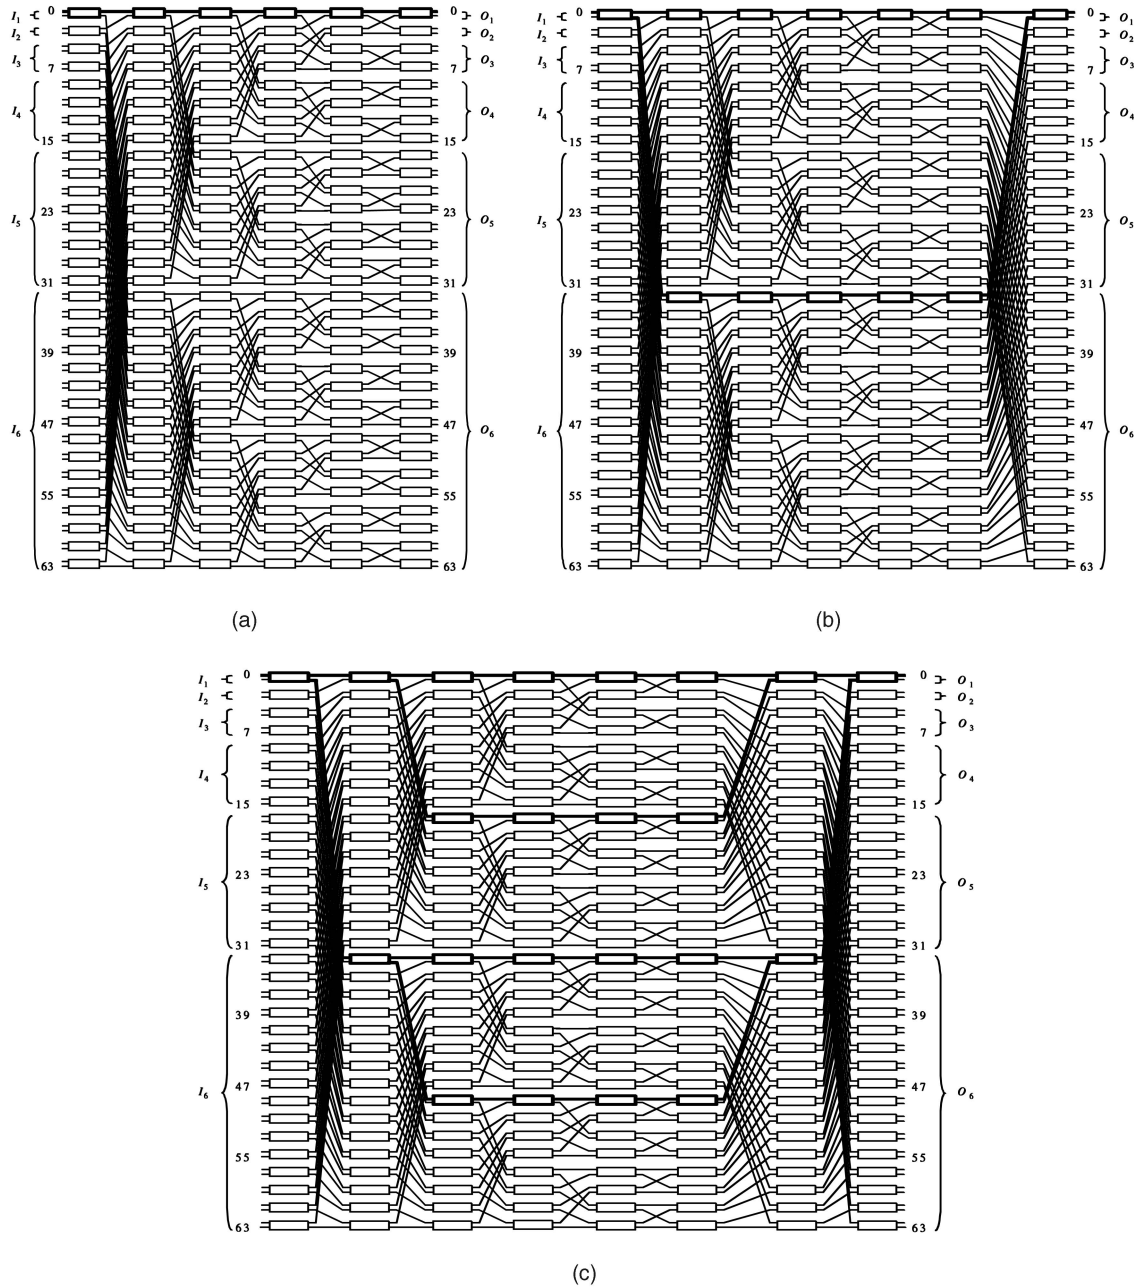 0 0 0 0
I1 O1 I1 O1
I2 O2 I2 O2
I3 O3 I3 O3
7 7 7 7
I4 O4 I4 O4
15 15 15 15
I5 23 23 O5 I5 23 23 O5
31 31 31 31
39 39 39 39
I6 47 47 O6 I6 47 47 O6
55 55 55 55
63 63 63 63
(a) (b)
0 0
I1 O1
I2 O2
I3 O3
7 7
I4 O4
15 15
I5 23 23 O5
31 31
39 39
47 47
I6 O6
55 55
63 63
(c)